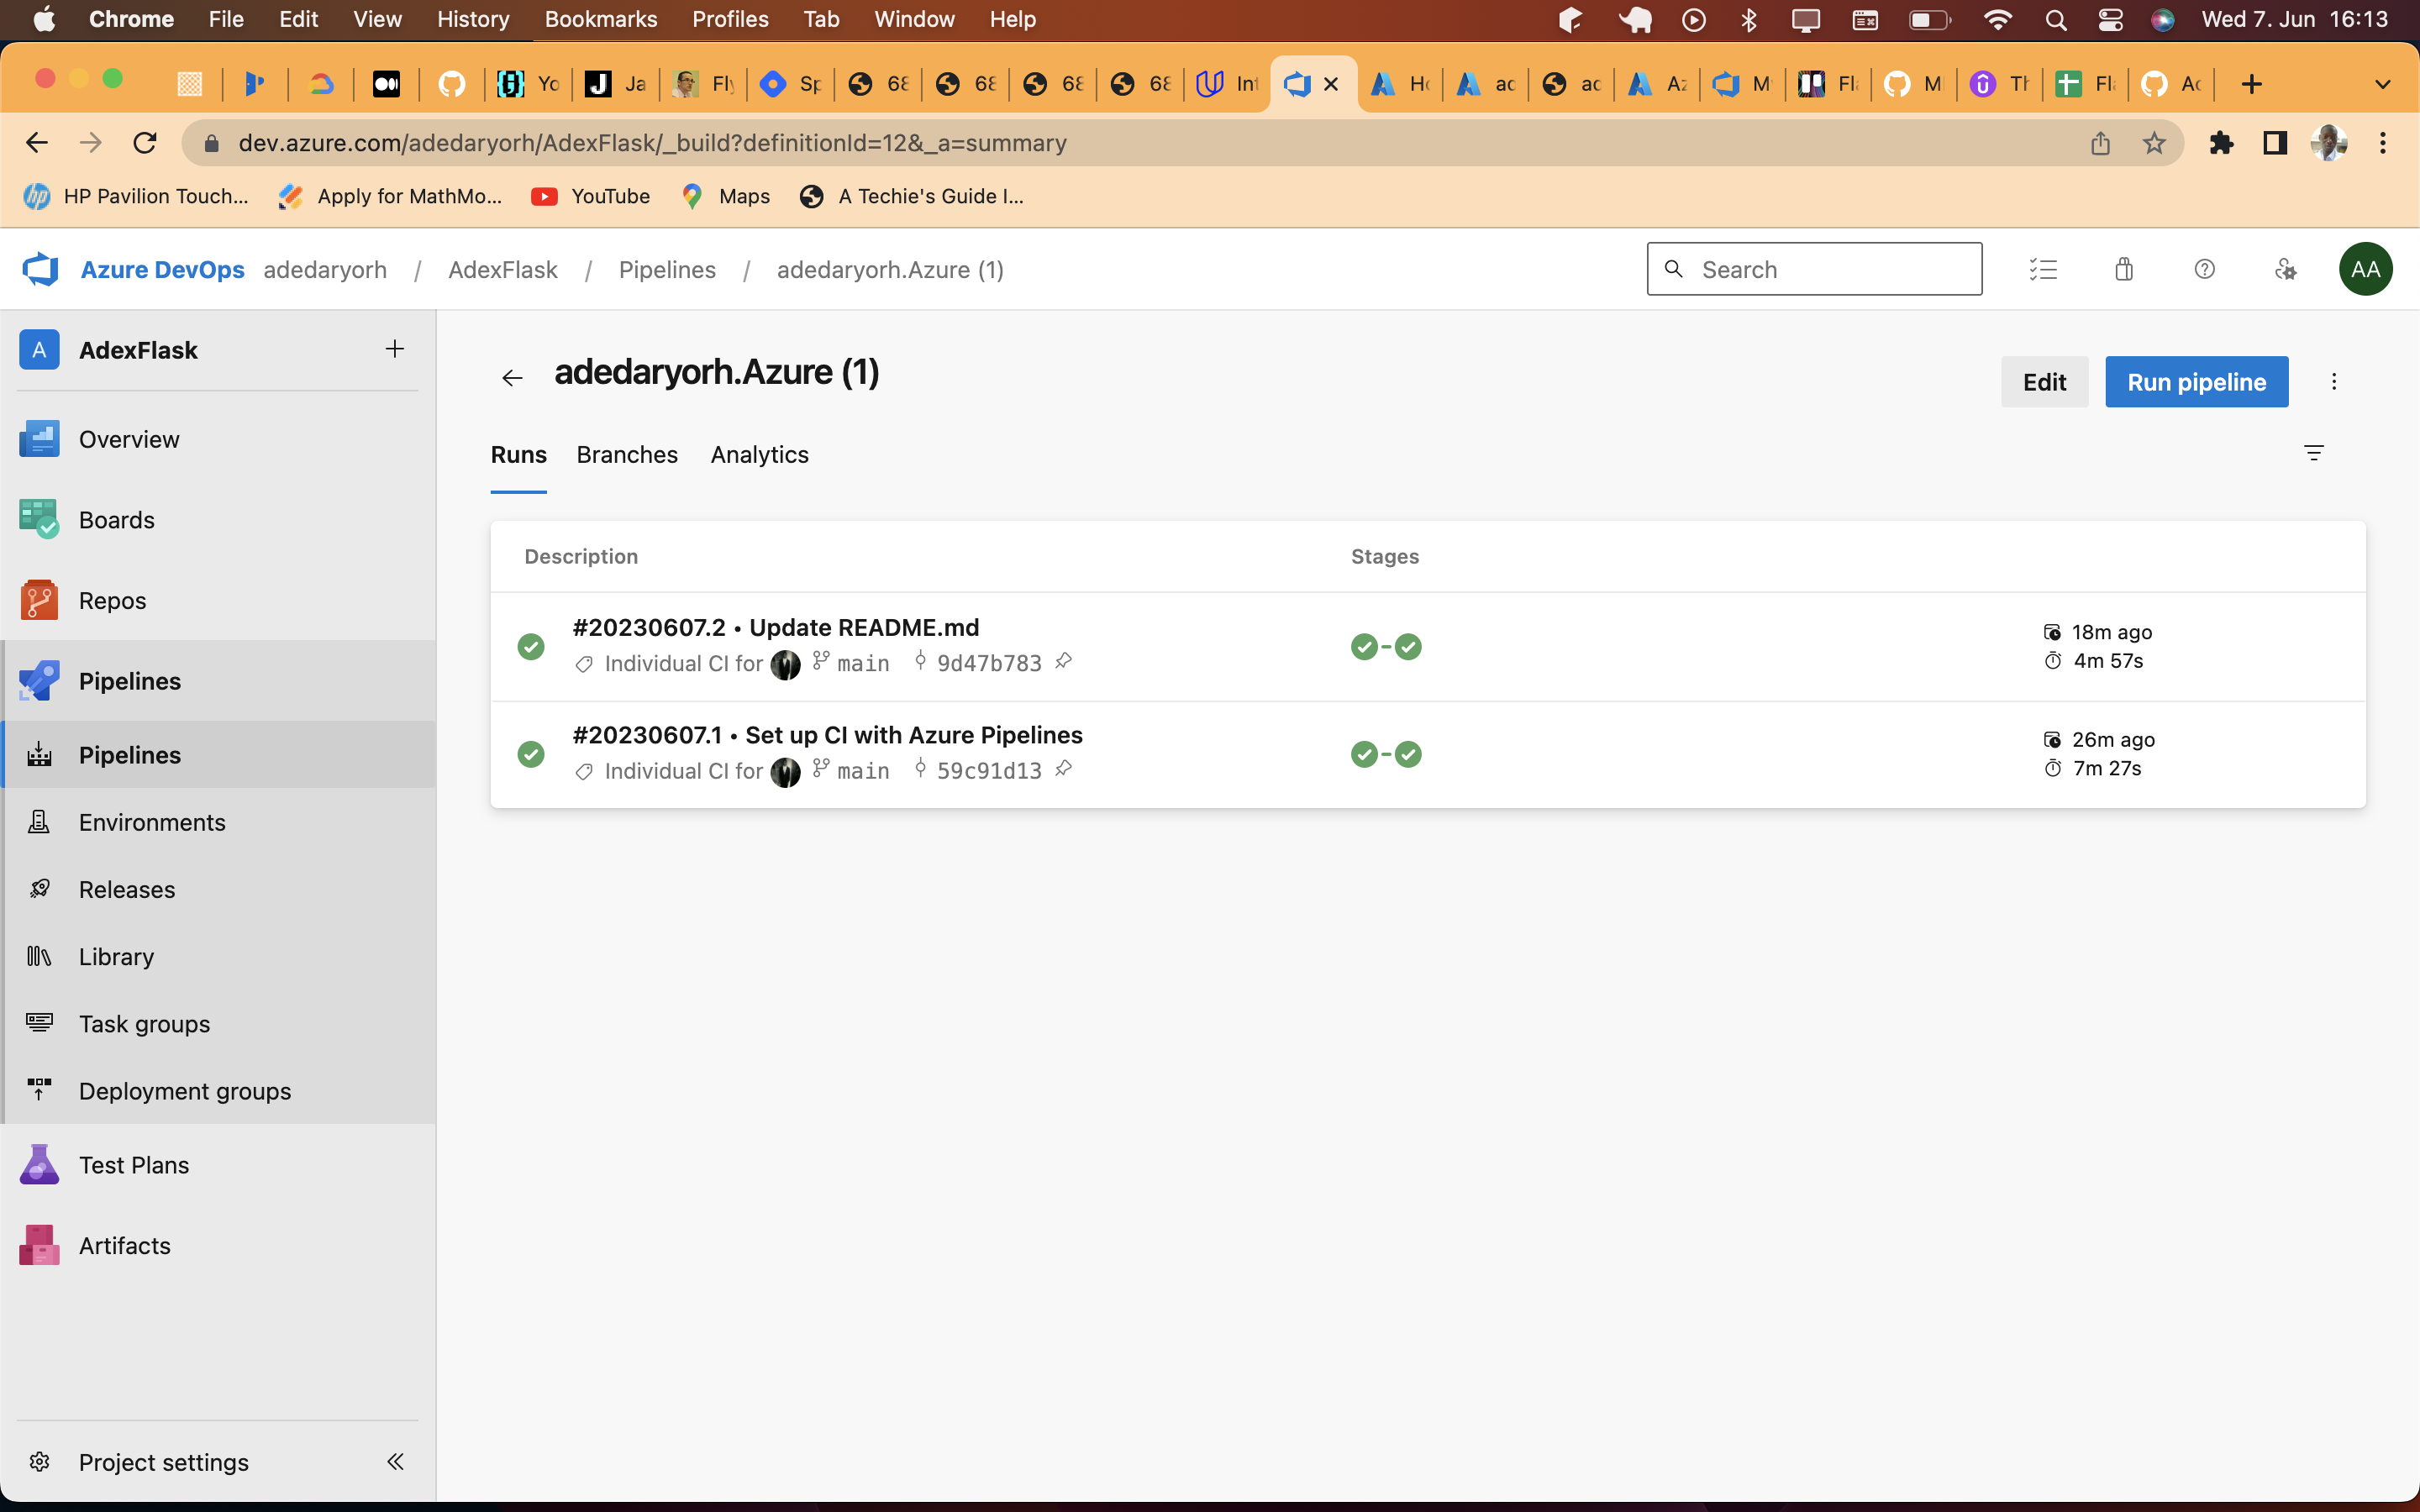 Chrome File Edit View History Bookmarks Profiles Tab Window Help Wed 7. Jun 16:13
Yo Ja Fly Sp 68 68 68 68 Int Ho ad ad Az M Fl M Th Fl Ac
dev.azure.com/adedaryorh/AdexFlask/_build?definitionId=12&_a=summary
HP Pavilion Touch... Apply for MathMo... YouTube Maps A Techie's Guide I...
Azure DevOps adedaryorh / AdexFlask / Pipelines / adedaryorh.Azure (1) Search AA
A AdexFlask
Overview
Boards
Repos
Pipelines
Pipelines
Environments
Releases
Library
Task groups
Deployment groups
Test Plans
Artifacts
Project settings
adedaryorh.Azure (1)
Edit Run pipeline
Runs Branches Analytics
Description Stages
#20230607.2 • Update README.md 18m ago
Individual CI for main 9d47b783 4m 57s
#20230607.1 • Set up CI with Azure Pipelines 26m ago
Individual CI for main 59c91d13 7m 27s